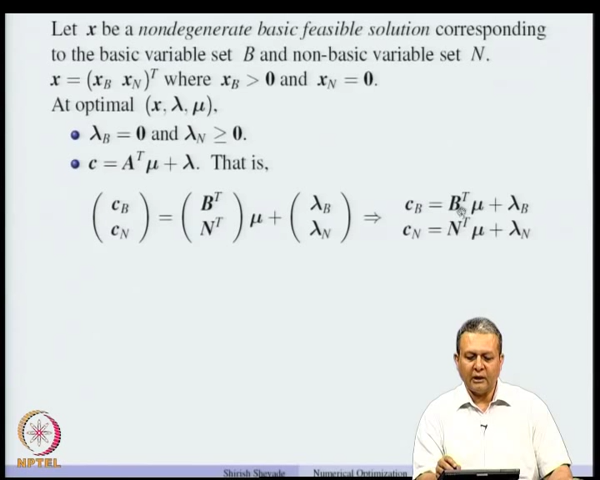 Let x be a nondegenerate basic feasible solution corresponding
to the basic variable set B and non-basic variable set N.
x = (x_B x_N)^T where x_B > 0 and x_N = 0.
At optimal (x, λ, μ),
• λ_B = 0 and λ_N ≥ 0.
• c = A^T μ + λ. That is,
( c_B c_N ) = ( B^T N^T ) μ + ( λ_B λ_N ) ⇒ c_B = B^T μ + λ_B
c_N = N^T μ + λ_N
NPTEL
Shirish Shevade Numerical Optimization